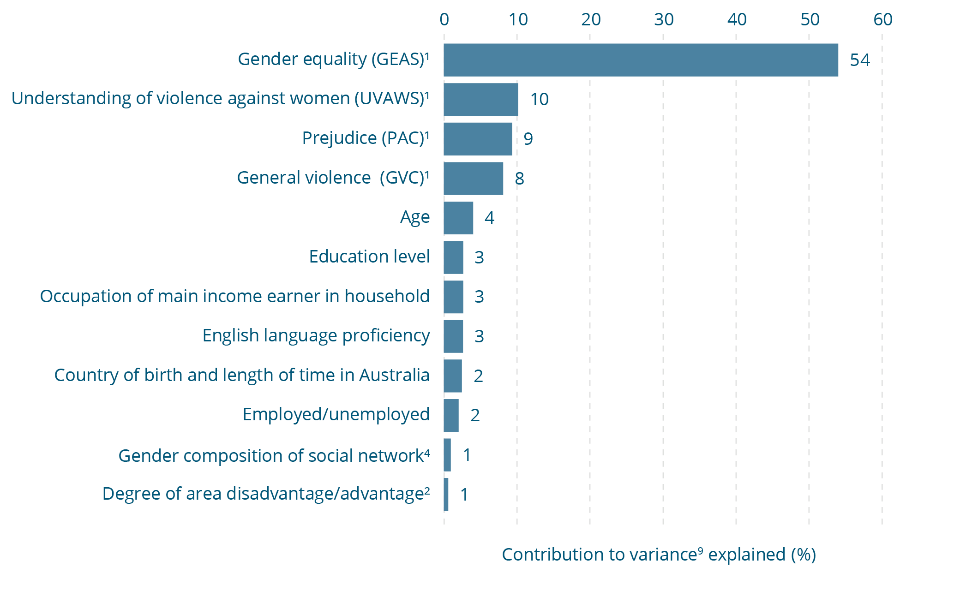 0 10 20 30 40 50 60
Gender equality (GEAS)¹ 54
Understanding of violence against women (UVAWS)¹ 10
Prejudice (PAC)¹ 9
General violence (GVC)¹ 8
Age 4
Education level 3
Occupation of main income earner in household 3
English language proficiency 3
Country of birth and length of time in Australia 2
Employed/unemployed 2
Gender composition of social network⁴ 1
Degree of area disadvantage/advantage² 1
Contribution to variance⁹ explained (%)